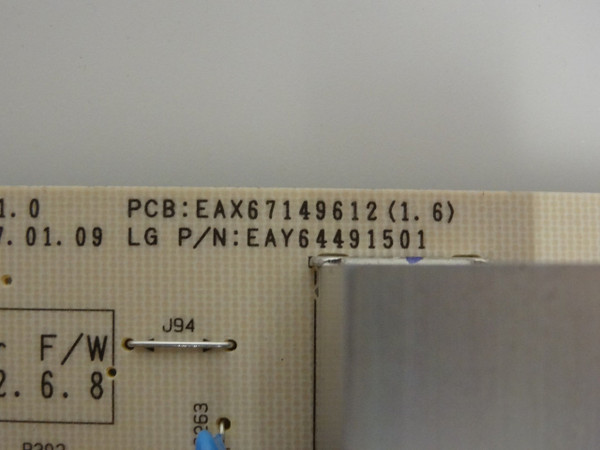 1.0 PCB:EAX67149612(1.6)
7.01.09 LG P/N:EAY64491501
J94
F/W
2.6.8